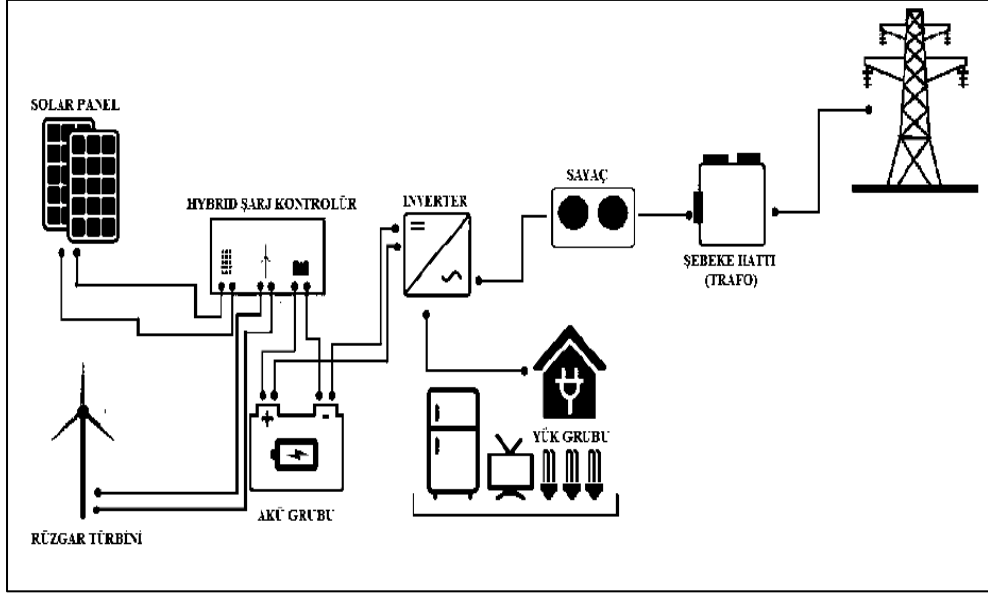 SOLAR PANEL
HYBRID ŞARJ KONTROLÜR
INVERTER
SAYAÇ
ŞEBEKE HATTI
(TRAFO)
YÜK GRUBU
+ -
AKÜ GRUBU
RÜZGAR TÜRBİNİ